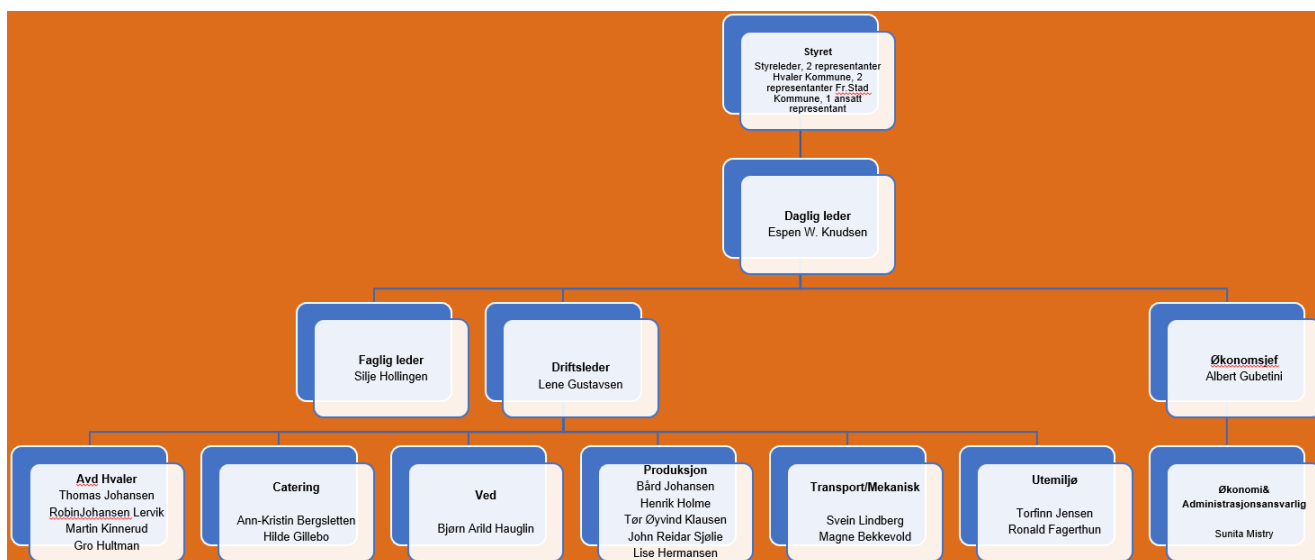 Styret
Styreleder, 2 representanter
Hvaler Kommune, 2
representanter Fr.Stad
Kommune, 1 ansatt
representant
Daglig leder
Espen W. Knudsen
Faglig leder
Silje Hollingen
Driftsleder
Lene Gustavsen
Økonomsjef
Albert Gubetini
Avd Hvaler
Thomas Johansen
RobinJohansen Lervik
Martin Kinnerud
Gro Hultman
Catering
Ann-Kristin Bergsletten
Hilde Gillebo
Ved
Bjørn Arild Hauglin
Produksjon
Bård Johansen
Henrik Holme
Tør Øyvind Klausen
John Reidar Sjølie
Lise Hermansen
Transport/Mekanisk
Svein Lindberg
Magne Bekkevold
Utemiljø
Torfinn Jensen
Ronald Fagerthun
Økonomi&
Administrasjonsansvarlig
Sunita Mistry